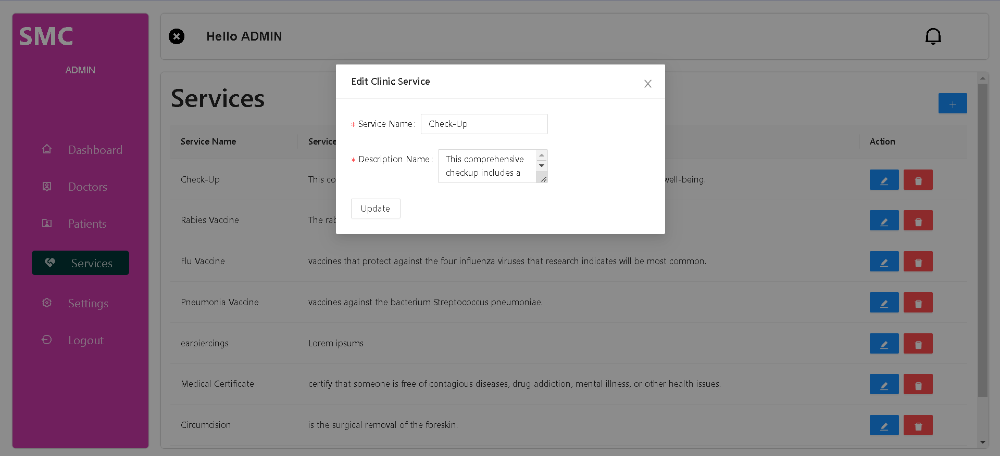 SMC
ADMIN
Dashboard
Doctors
Patients
Services
Settings
Logout
Hello ADMIN
Services
Edit Clinic Service
* Service Name: Check-Up
* Description Name: This comprehensive
checkup includes a
Update
Service Name Service Action
Check-Up This co well-being.
Rabies Vaccine The rab
Flu Vaccine vaccines that protect against the four influenza viruses that research indicates will be most common.
Pneumonia Vaccine vaccines against the bacterium Streptococcus pneumoniae.
earpiercings Lorem ipsums
Medical Certificate certify that someone is free of contagious diseases, drug addiction, mental illness, or other health issues.
Circumcision is the surgical removal of the foreskin.